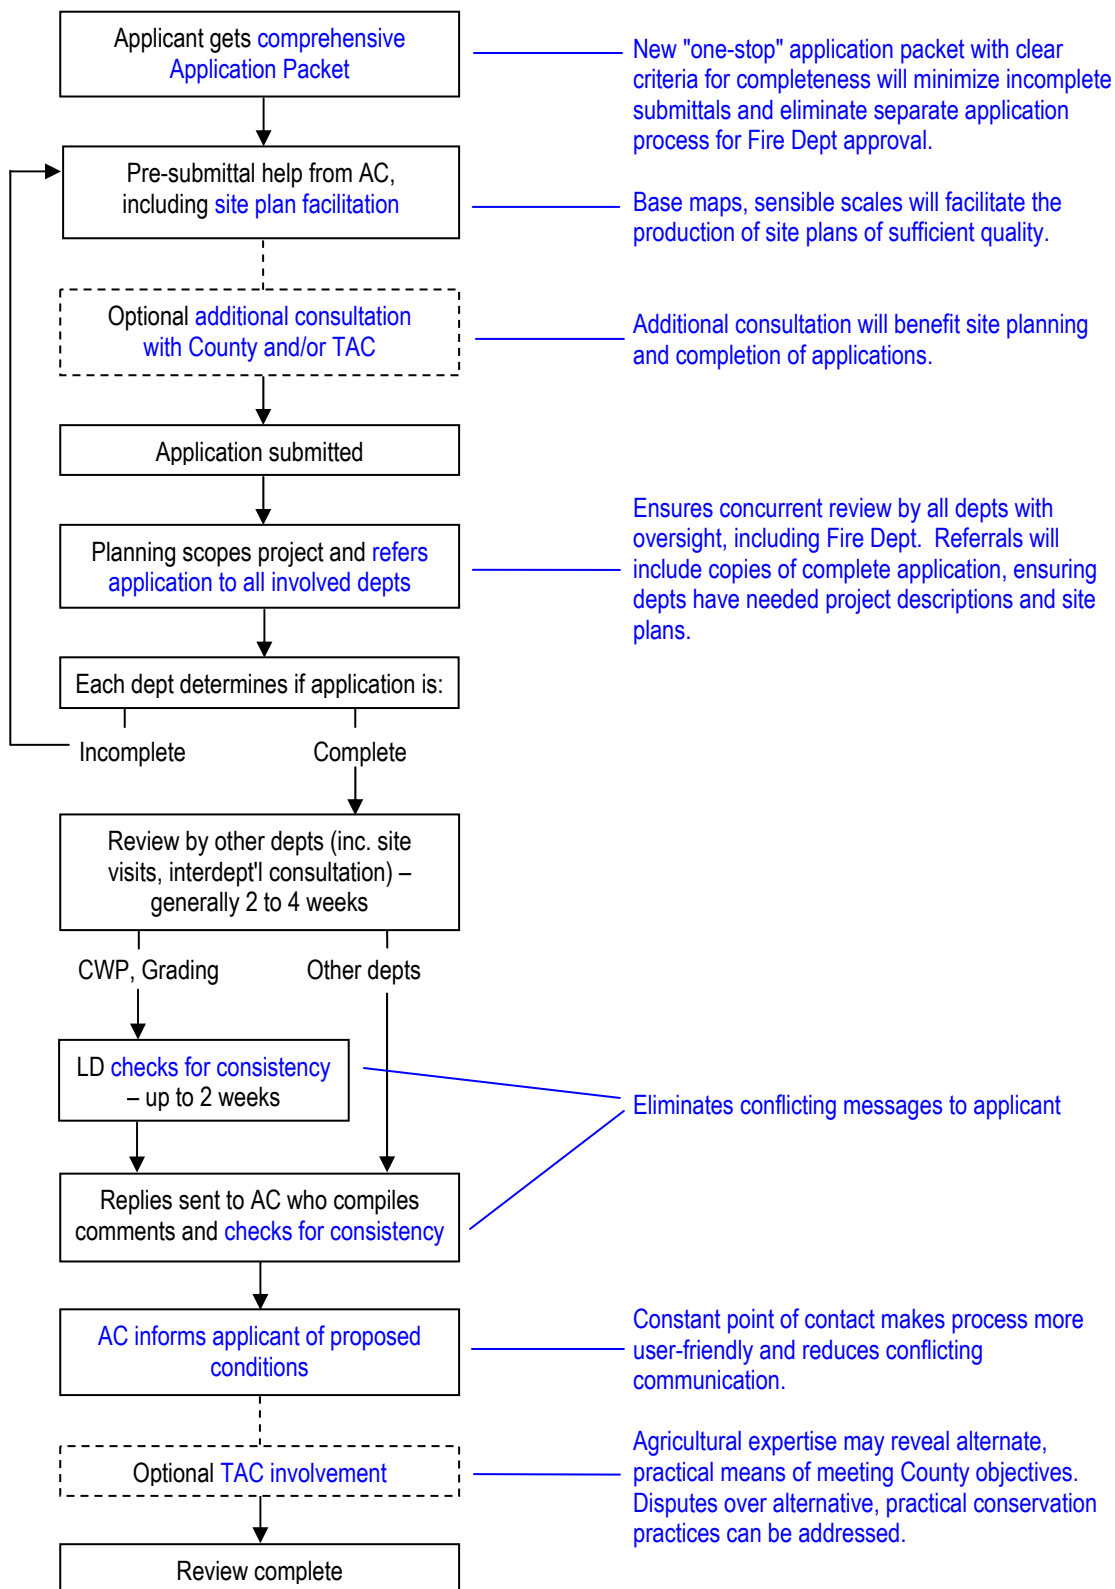 Applicant gets comprehensive
Application Packet
New "one-stop" application packet with clear
criteria for completeness will minimize incomplete
submittals and eliminate separate application
process for Fire Dept approval.
Pre-submittal help from AC,
including site plan facilitation
Base maps, sensible scales will facilitate the
production of site plans of sufficient quality.
Optional additional consultation
with County and/or TAC
Additional consultation will benefit site planning
and completion of applications.
Application submitted
Planning scopes project and refers
application to all involved depts
Ensures concurrent review by all depts with
oversight, including Fire Dept.  Referrals will
include copies of complete application, ensuring
depts have needed project descriptions and site
plans.
Each dept determines if application is:
Incomplete
Complete
Review by other depts (inc. site
visits, interdept'l consultation) –
generally 2 to 4 weeks
CWP, Grading
Other depts
LD checks for consistency
– up to 2 weeks
Eliminates conflicting messages to applicant
Replies sent to AC who compiles
comments and checks for consistency
AC informs applicant of proposed
conditions
Constant point of contact makes process more
user-friendly and reduces conflicting
communication.
Optional TAC involvement
Agricultural expertise may reveal alternate,
practical means of meeting County objectives.
Disputes over alternative, practical conservation
practices can be addressed.
Review complete